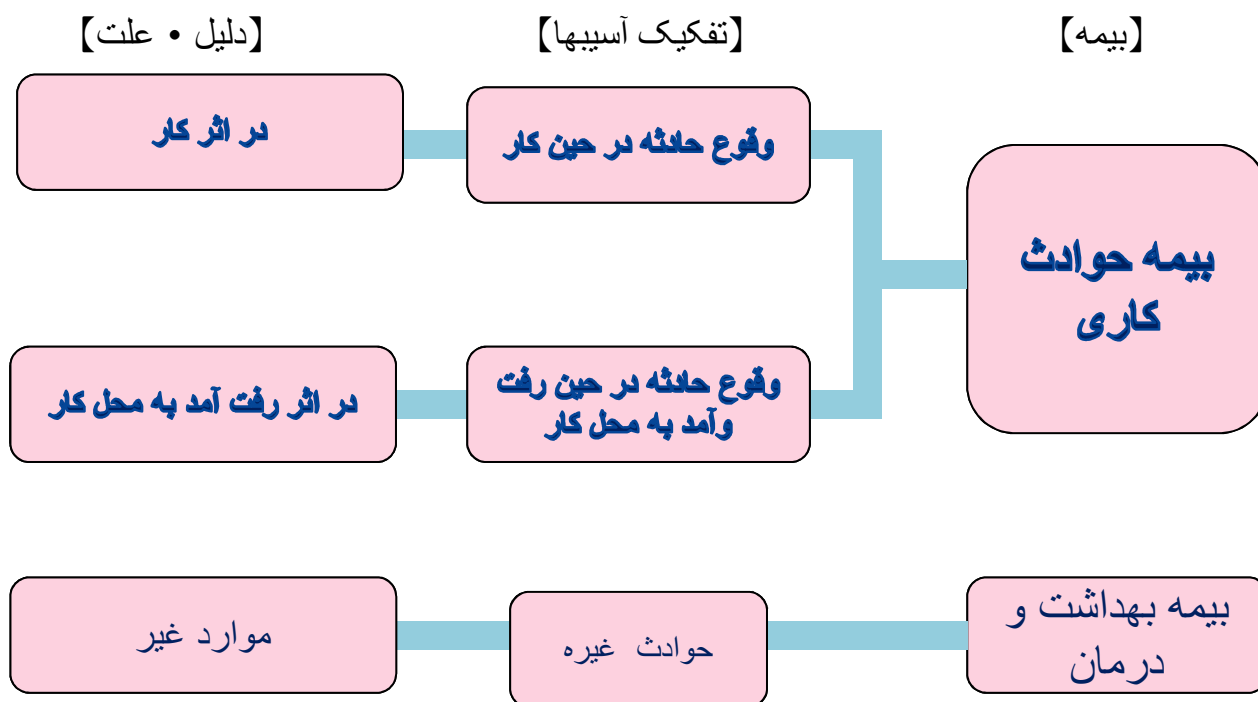 【بیمه】
【تفکیک آسیبها】
【دلیل • علت】
بیمه حوادث
کاری
وقوع حادثه در حین کار
در اثر کار
وقوع حادثه در حین رفت
وآمد به محل کار
در اثر رفت آمد به محل کار
بیمه بهداشت و
درمان
حوادث غیره
موارد غیر